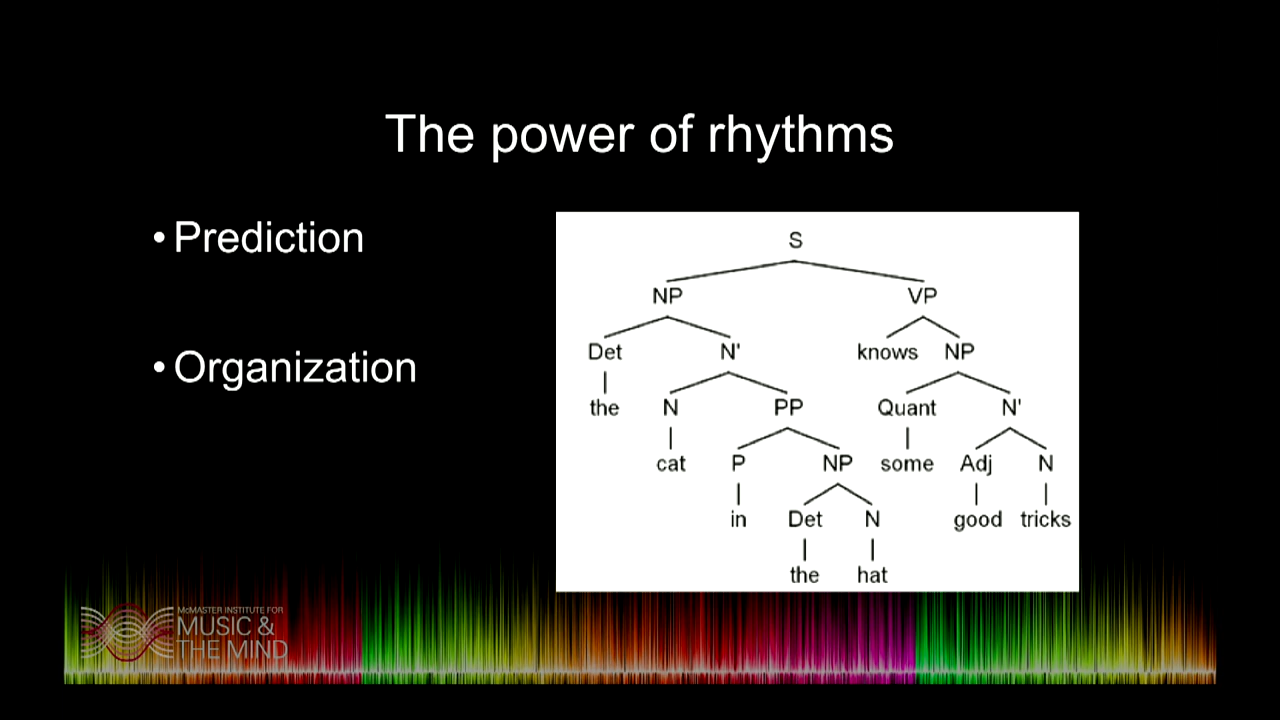 The power of rhythms
• Prediction
• Organization
S
NP VP
Det N' knows NP
the N PP Quant N'
cat P NP some Adj N
in Det N good tricks
the hat
McMASTER INSTITUTE FOR
MUSIC &
THE MIND